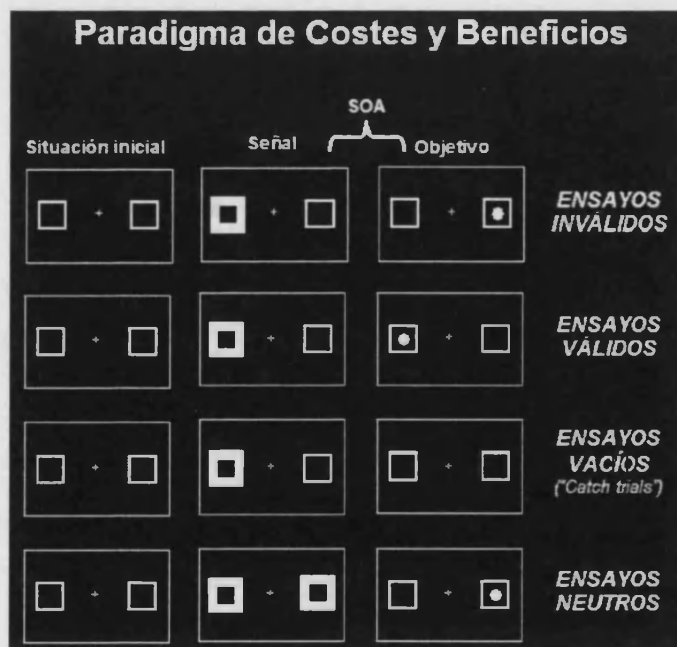 Paradigma de Costes y Beneficios
SOA
Situación inicial
Señal
Objetivo
ENSAYOS
INVÁLIDOS
ENSAYOS
VÁLIDOS
ENSAYOS
VACÍOS
("Catch trials")
ENSAYOS
NEUTROS